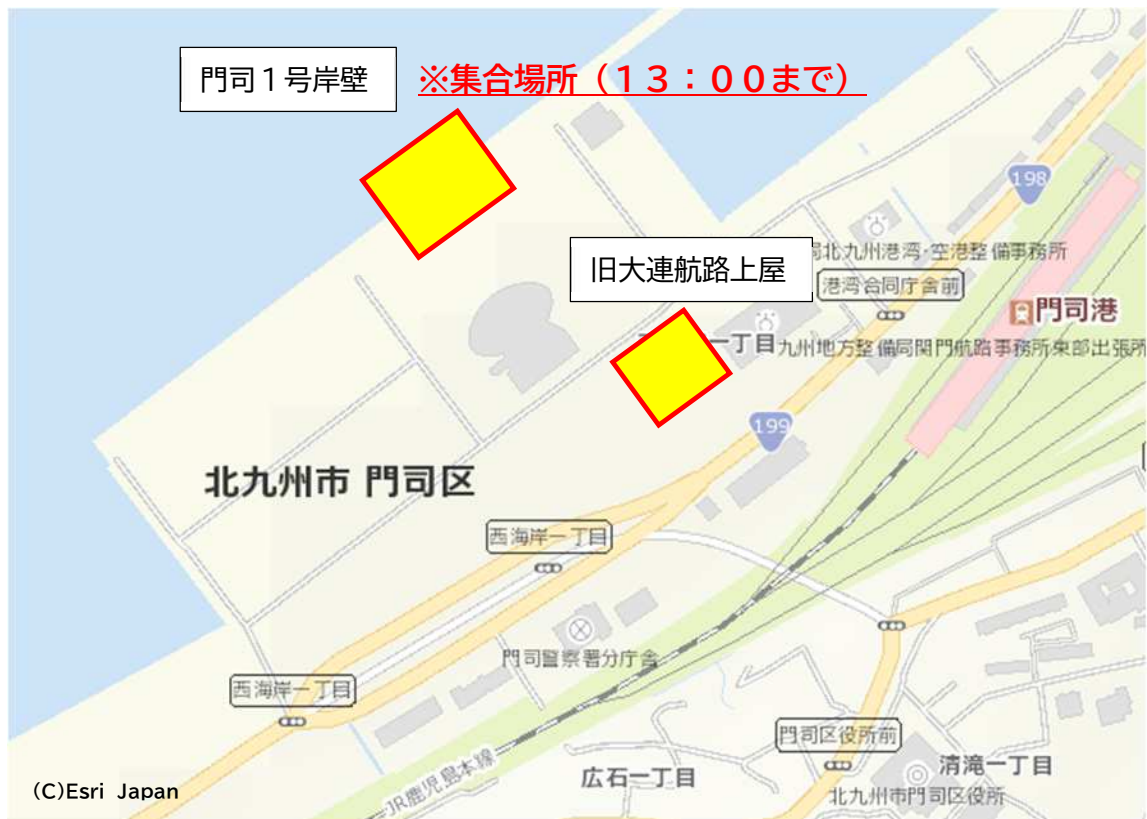 門司１号岸壁
※集合場所（１３：００まで）
198
旧大連航路上屋
局北九州港湾・空港整備事務所
港湾合同庁舎前
門司港
一丁目
九州地方整備局関門航路事務所東部出張所
199
北九州市 門司区
西海岸一丁目
門司警察署分庁舎
西海岸一丁目
門司区役所前
JR鹿児島本線
広石一丁目
清滝一丁目
北九州市門司区役所
(C)Esri Japan